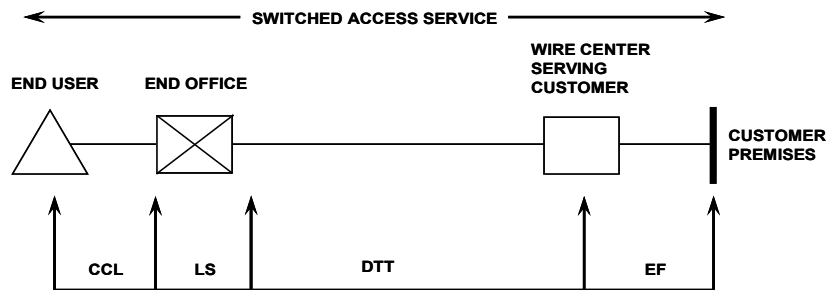 SWITCHED ACCESS SERVICE
WIRE CENTER
SERVING
CUSTOMER
END USER
END OFFICE
CUSTOMER
PREMISES
CCL
LS
DTT
EF